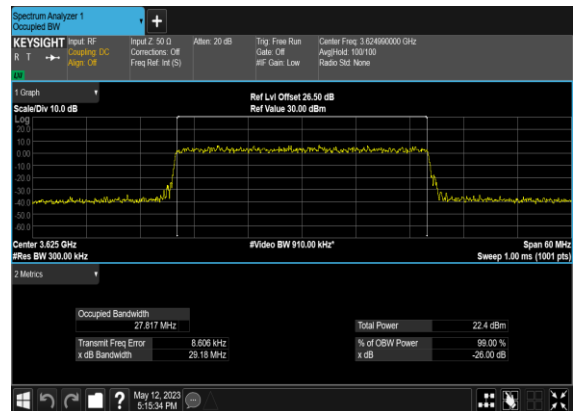 Spectrum Analyzer 1
Occupied BW
+
KEYSIGHT Input: RF Input Z: 50 Ω Atten: 20 dB Trig: Free Run Center Freq: 3.624990000 GHz
R T Coupling: DC Corrections: Off Gate: Off Avg|Hold: 100/100
Align: Off Freq Ref: Int (S) #IF Gain: Low Radio Std: None
1 Graph
Scale/Div 10.0 dB Ref Lvl Offset 26.50 dB
Ref Value 30.00 dBm
Log
20.0
10.0
0.00
-10.0
-20.0
-30.0
-40.0
-50.0
-60.0
Center 3.625 GHz #Video BW 910.00 kHz* Span 60 MHz
#Res BW 300.00 kHz Sweep 1.00 ms (1001 pts)
2 Metrics
Occupied Bandwidth
27.817 MHz Total Power 22.4 dBm
Transmit Freq Error 8.606 kHz % of OBW Power 99.00 %
x dB Bandwidth 29.18 MHz x dB -26.00 dB
? May 12, 2023
5:15:34 PM